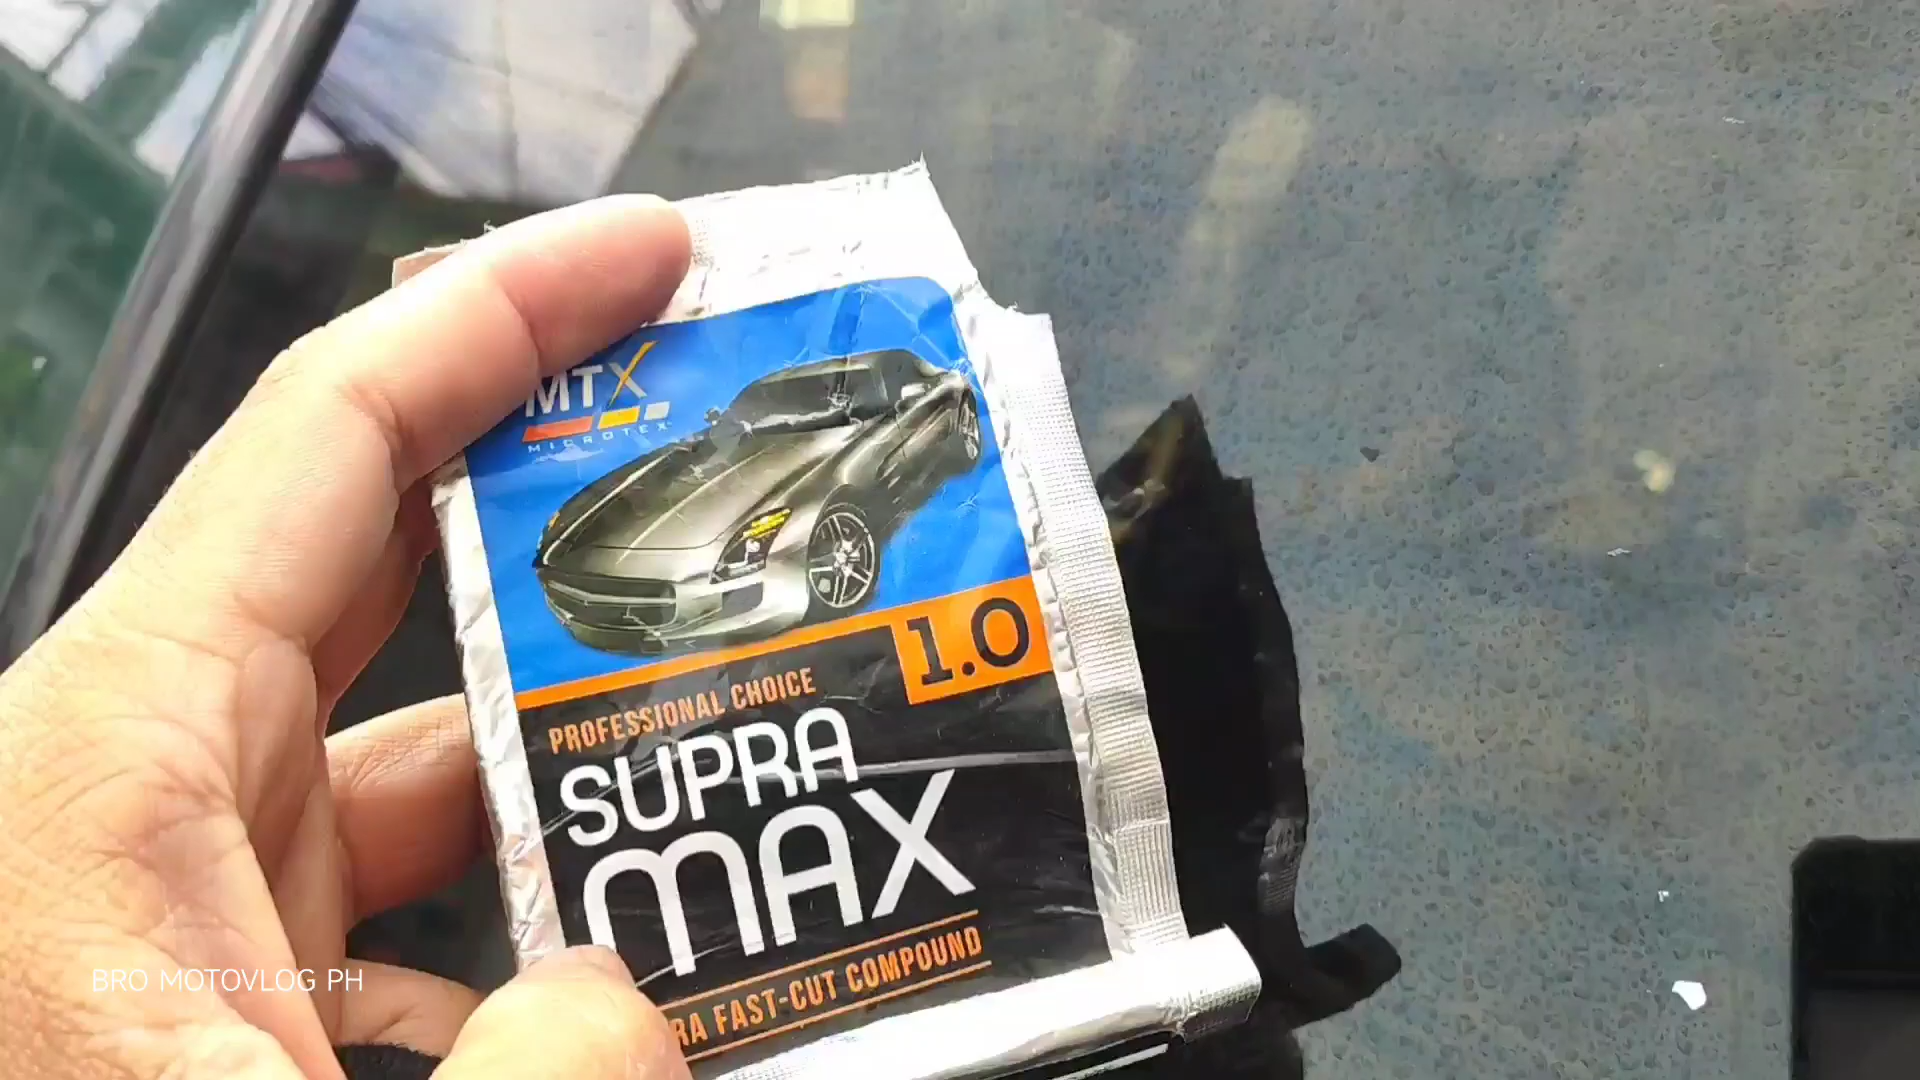 MTX
MICROTEX
1.0
PROFESSIONAL CHOICE
SUPRA
MAX
FAST-CUT COMPOUND
BRO MOTOVLOG PH